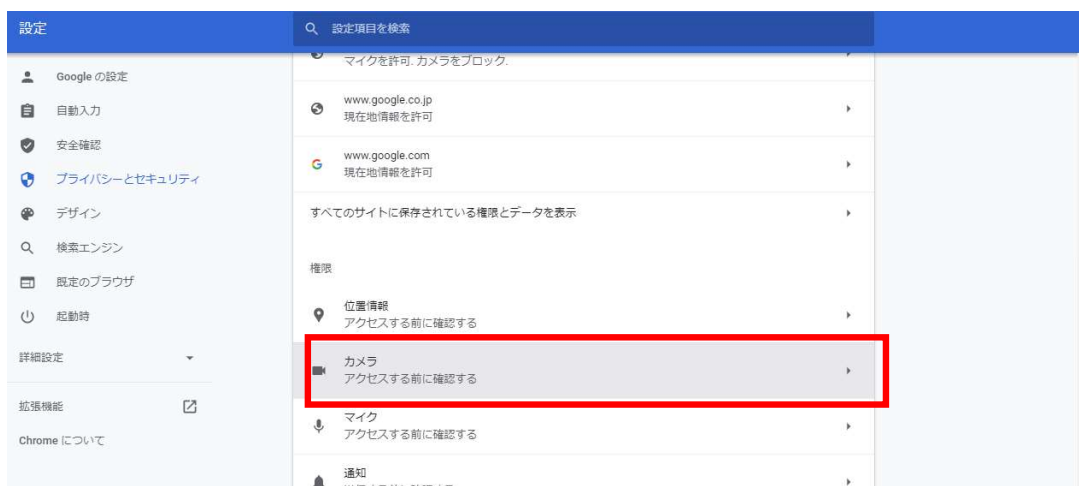 設定
設定項目を検索
Google の設定
自動入力
安全確認
プライバシーとセキュリティ
デザイン
検索エンジン
既定のブラウザ
起動時
詳細設定
拡張機能
Chrome について
マイクを許可. カメラをブロック.
www.google.co.jp
現在地情報を許可
www.google.com
現在地情報を許可
すべてのサイトに保存されている権限とデータを表示
権限
位置情報
アクセスする前に確認する
カメラ
アクセスする前に確認する
マイク
アクセスする前に確認する
通知